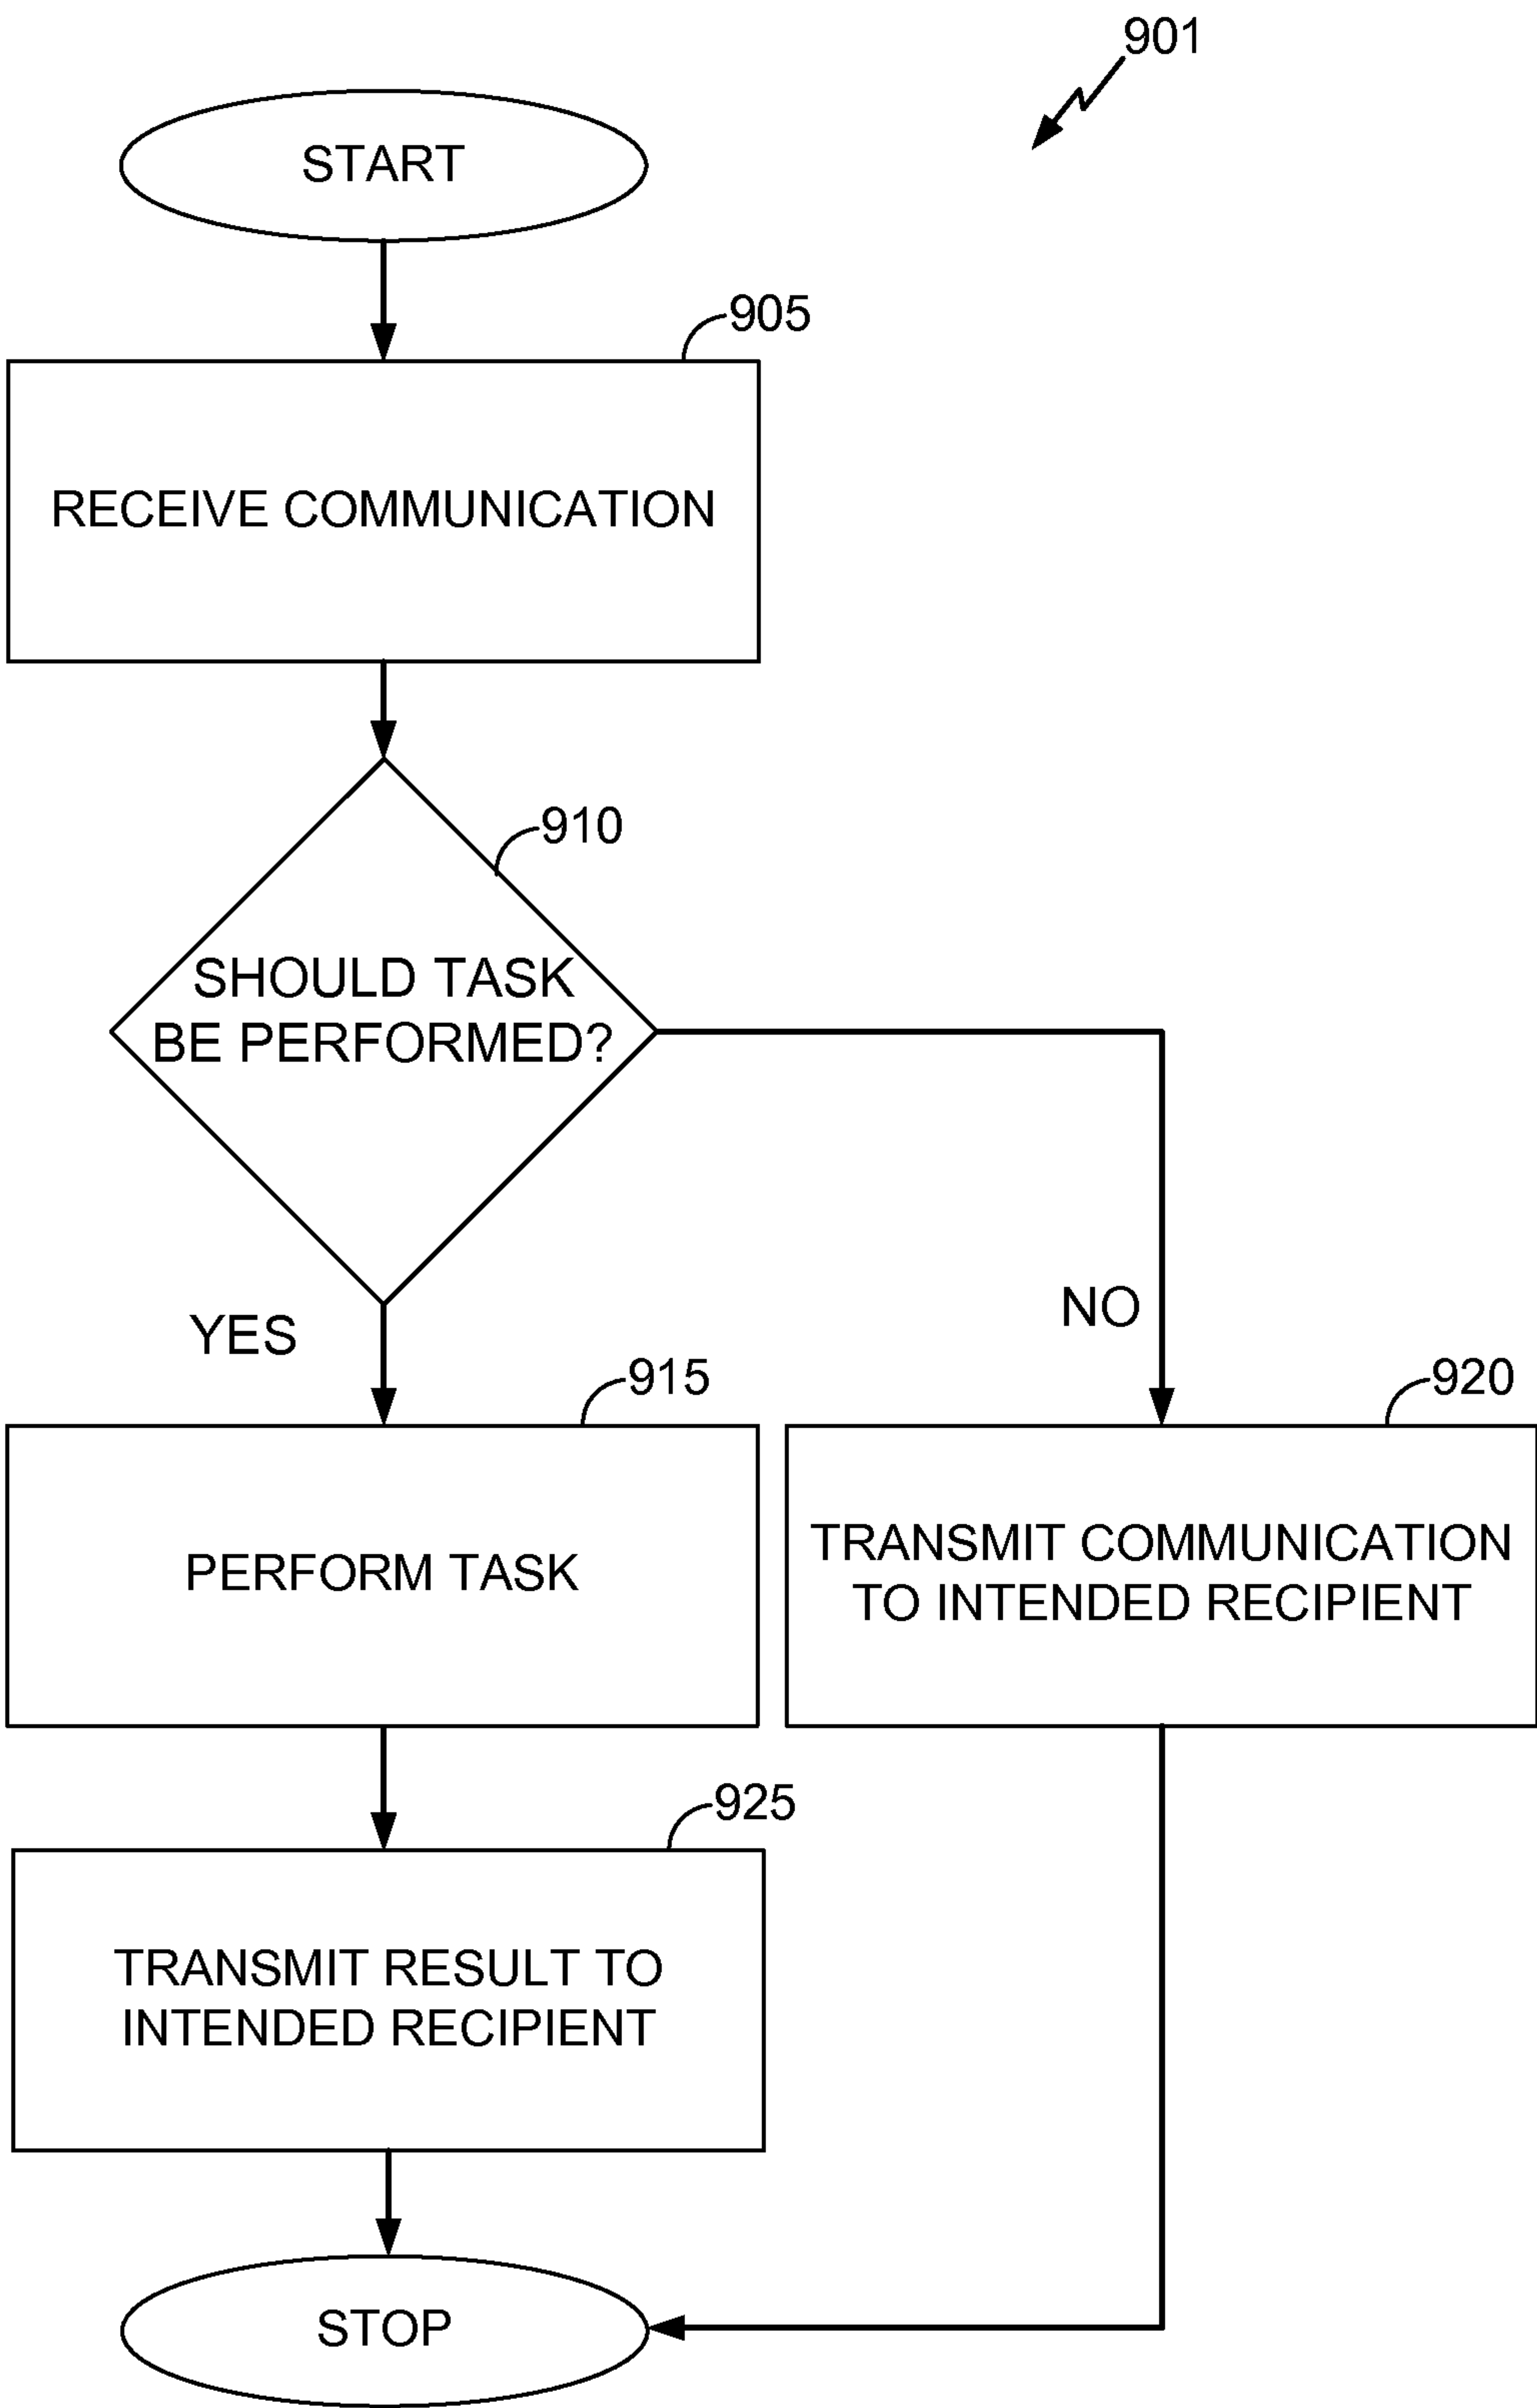 901
START
905
RECEIVE COMMUNICATION
910
SHOULD TASK
BE PERFORMED?
YES
NO
915
920
PERFORM TASK
TRANSMIT COMMUNICATION
TO INTENDED RECIPIENT
925
TRANSMIT RESULT TO
INTENDED RECIPIENT
STOP